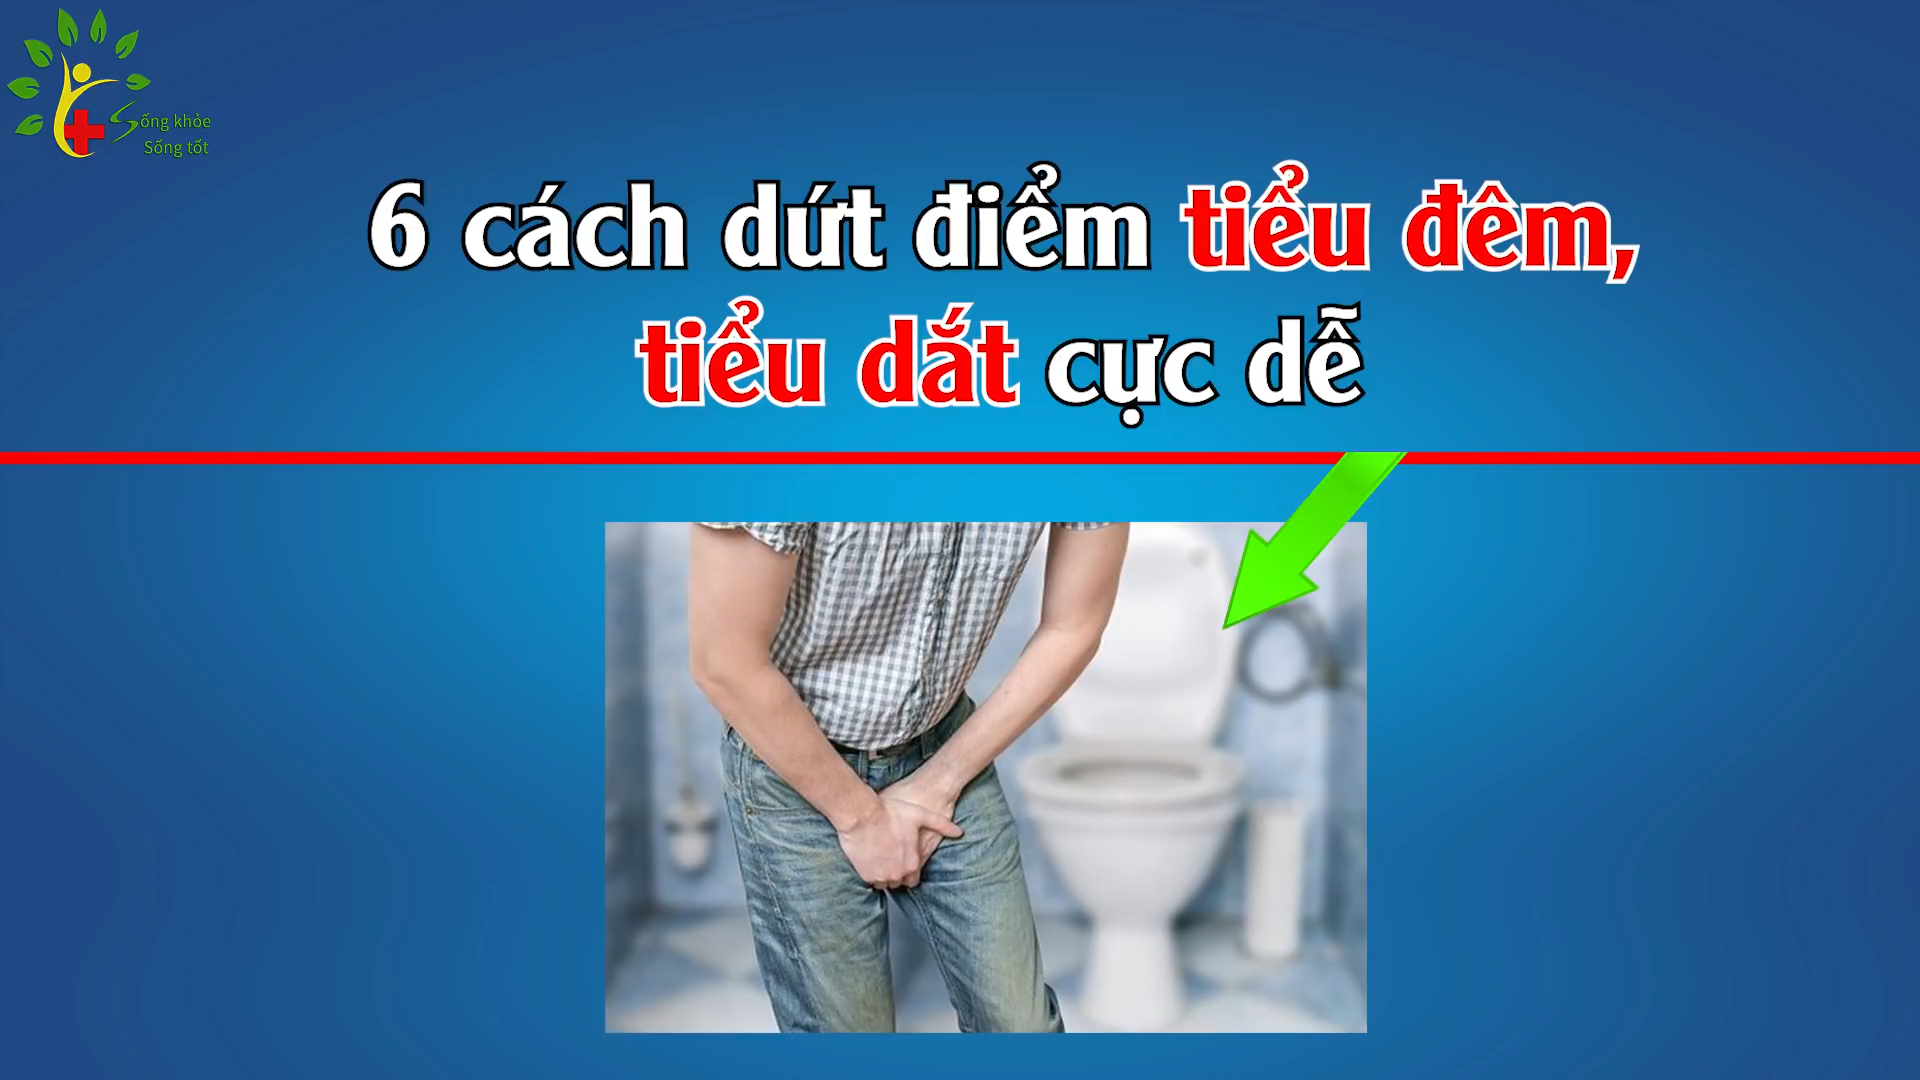 Sống khỏe
Sống tốt
6 cách dứt điểm tiểu đêm,
tiểu dắt cực dễ